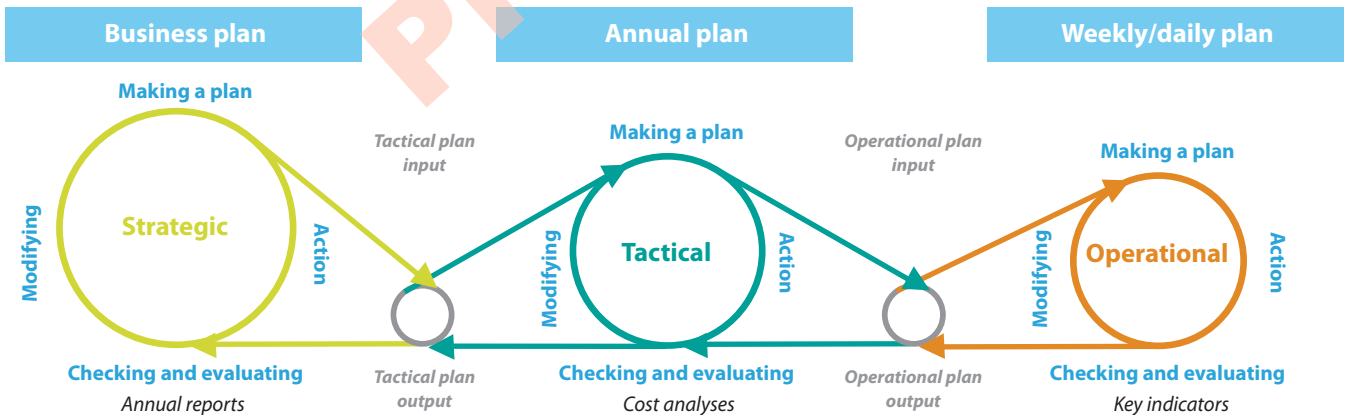 Business plan
Annual plan
Weekly/daily plan
Making a plan
Tactical plan
input
Making a plan
Operational plan
input
Making a plan
Modifying
Strategic
Action
Modifying
Tactical
Action
Modifying
Operational
Action
Checking and evaluating
Annual reports
Tactical plan
output
Checking and evaluating
Cost analyses
Operational plan
output
Checking and evaluating
Key indicators